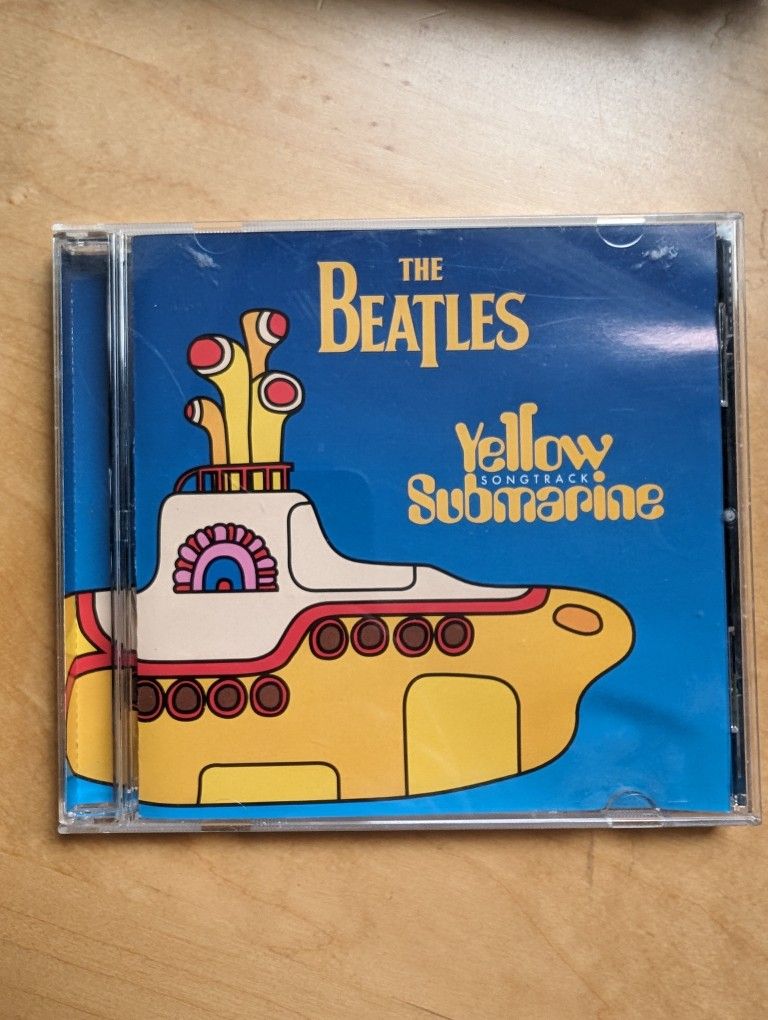 THE
BEATLES
Yellow
SONGTRACK
Submarine